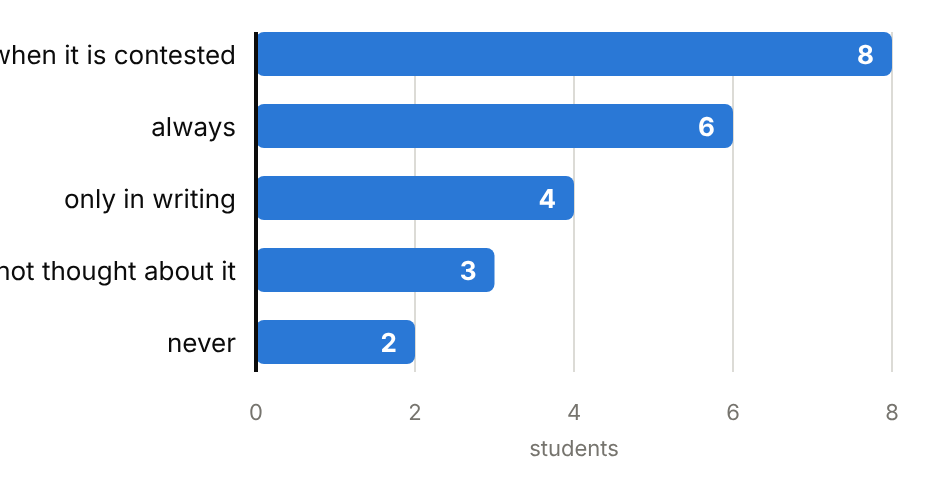 when it is contested
8
always
6
only in writing
4
not thought about it
3
never
2
0 2 4 6 8
students